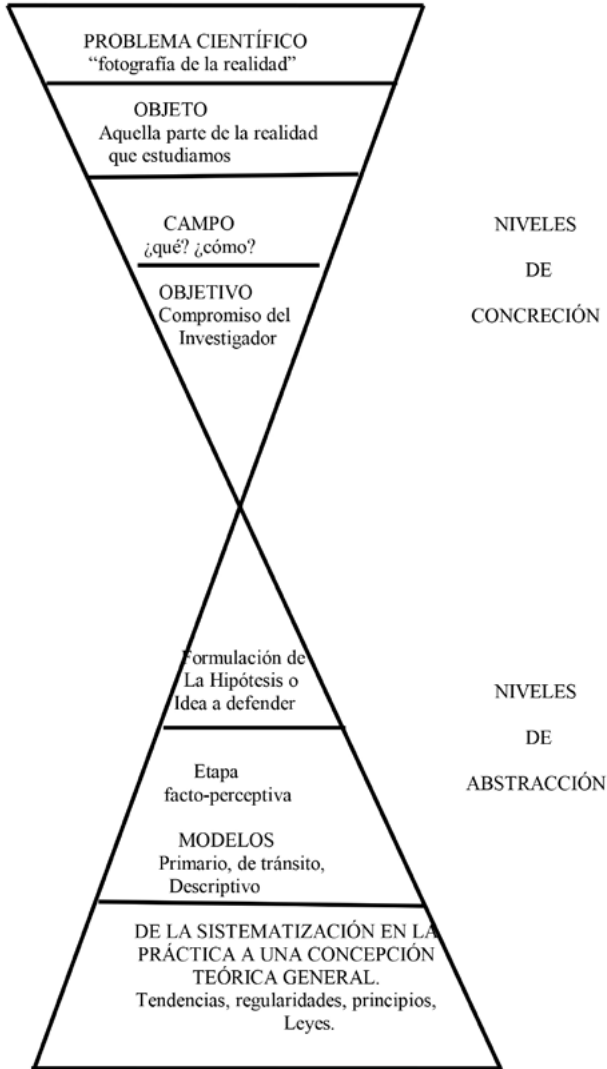 PROBLEMA CIENTÍFICO
“fotografía de la realidad”
OBJETO
Aquella parte de la realidad
que estudiamos
CAMPO
¿qué? ¿cómo?
OBJETIVO
Compromiso del
Investigador
NIVELES
DE
CONCRECIÓN
Formulación de
La Hipótesis o
Idea a defender
Etapa
facto-perceptiva
MODELOS
Primario, de tránsito,
Descriptivo
NIVELES
DE
ABSTRACCIÓN
DE LA SISTEMATIZACIÓN EN LA
PRÁCTICA A UNA CONCEPCIÓN
TEÓRICA GENERAL.
Tendencias, regularidades, principios,
Leyes.